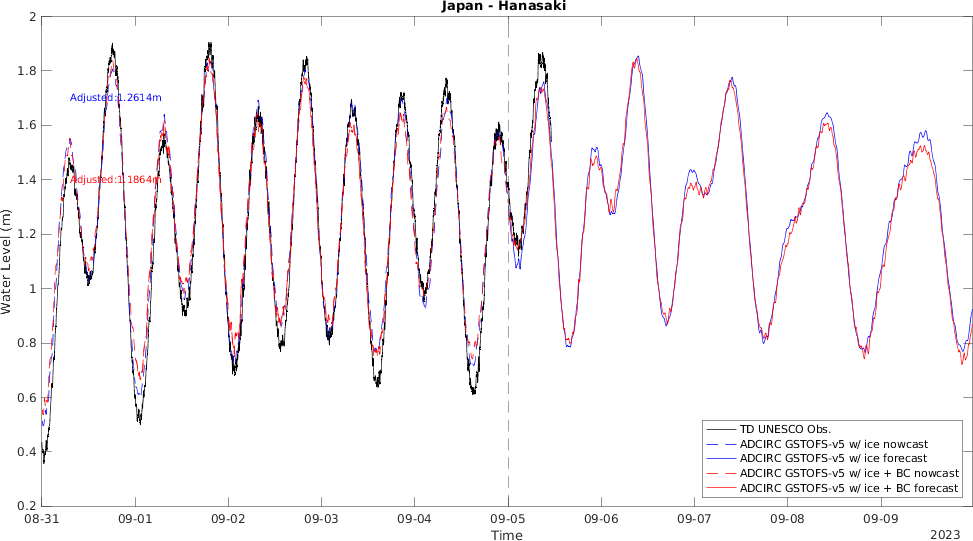 Japan - Hanasaki
2
1.8
Adjusted:1.2614m
1.6
1.4
Adjusted:1.1864m
1.2
1
0.8
0.6
0.4
0.2
Water Level (m)
TD UNESCO Obs.
ADCIRC GSTOFS-v5 w/ ice nowcast
ADCIRC GSTOFS-v5 w/ ice forecast
ADCIRC GSTOFS-v5 w/ ice + BC nowcast
ADCIRC GSTOFS-v5 w/ ice + BC forecast
08-31 09-01 09-02 09-03 09-04 09-05 09-06 09-07 09-08 09-09
Time
2023